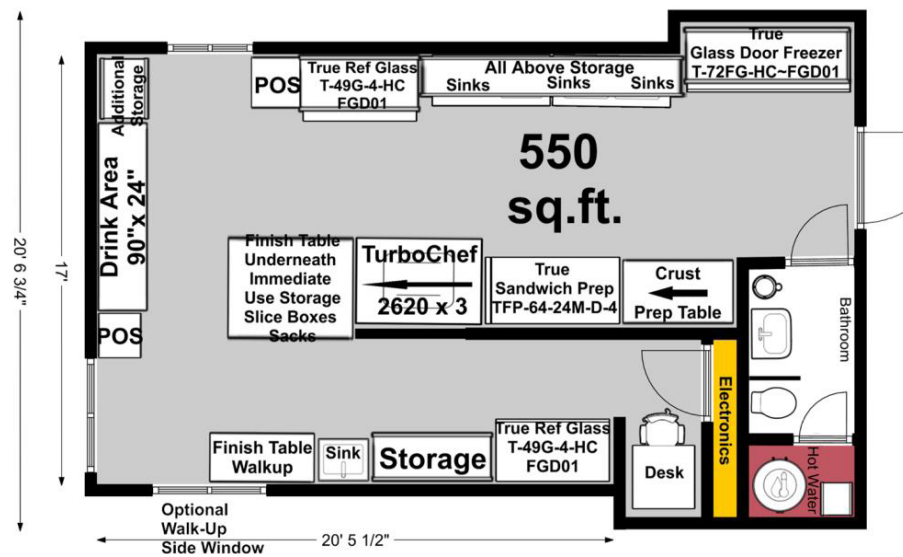 True
Glass Door Freezer
T-72FG-HC~FGD01
Additional
Storage
POS
True Ref Glass
T-49G-4-HC
FGD01
All Above Storage
Sinks
Sinks
Sinks
550
sq.ft.
20' 6 3/4"
17'
Drink Area
90"x 24"
Finish Table
Underneath
Immediate
Use Storage
Slice Boxes
Sacks
TurboChef
2620 x 3
True
Sandwich Prep
TFP-64-24M-D-4
Crust
Prep Table
Bathroom
POS
Electronics
Finish Table
Walkup
Sink
Storage
True Ref Glass
T-49G-4-HC
FGD01
Desk
Hot Water
Optional
Walk-Up
Side Window
20' 5 1/2"